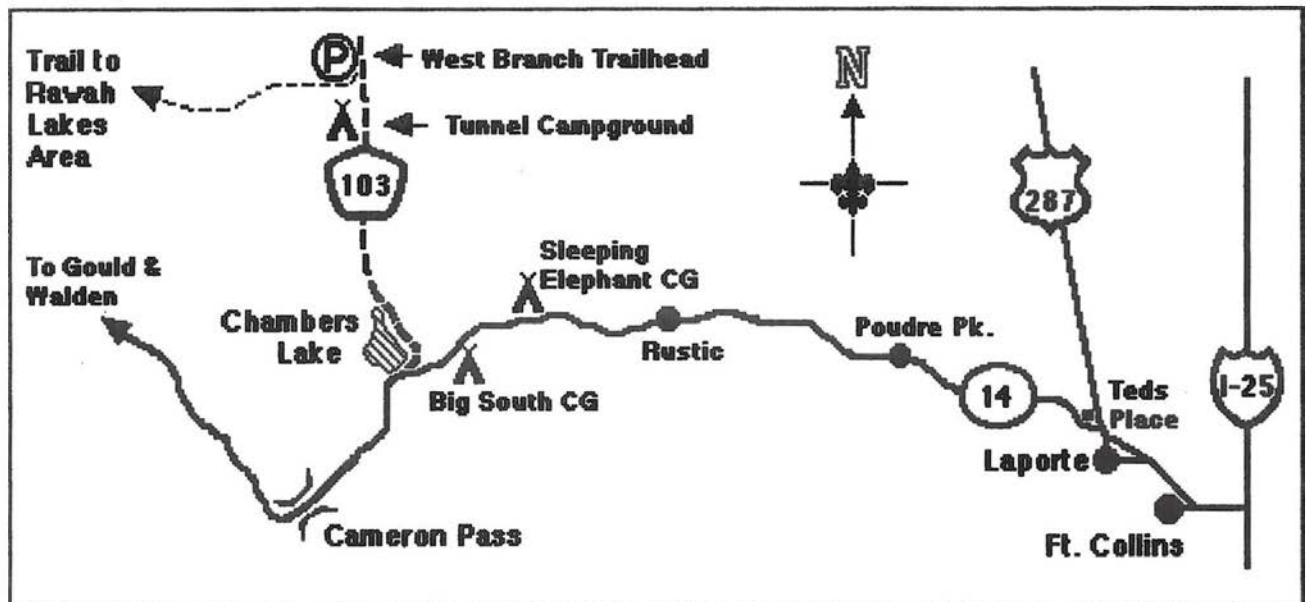 Trail to
Rawah
Lakes
Area
P
West Branch Trailhead
Tunnel Campground
103
N
287
I-25
To Gould &
Walden
Chambers
Lake
Sleeping
Elephant CG
Big South CG
Rustic
Poudre Pk.
14
Teds
Place
Laporte
Ft. Collins
Cameron Pass